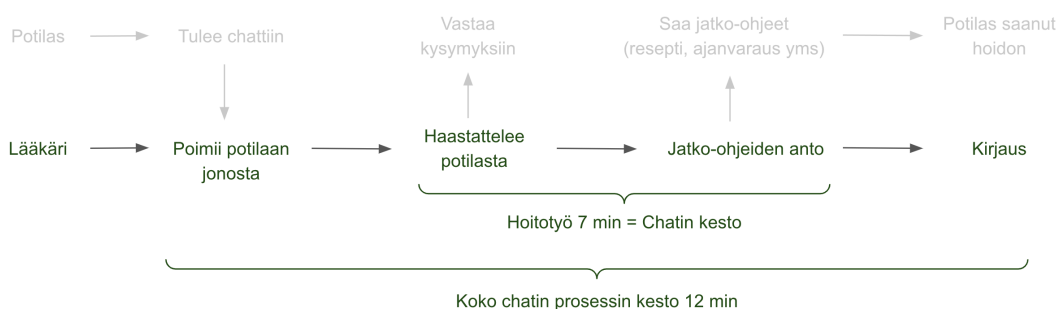 Potilas
Tulee chattiin
Vastaa
kysymyksiin
Saa jatko-ohjeet
(resepti, ajanvaraus yms)
Potilas saanut
hoidon
Lääkäri
Poimii potilaan
jonosta
Haastattelee
potilasta
Jatko-ohjeiden anto
Kirjaus
Hoitotyö 7 min = Chatin kesto
Koko chatin prosessin kesto 12 min